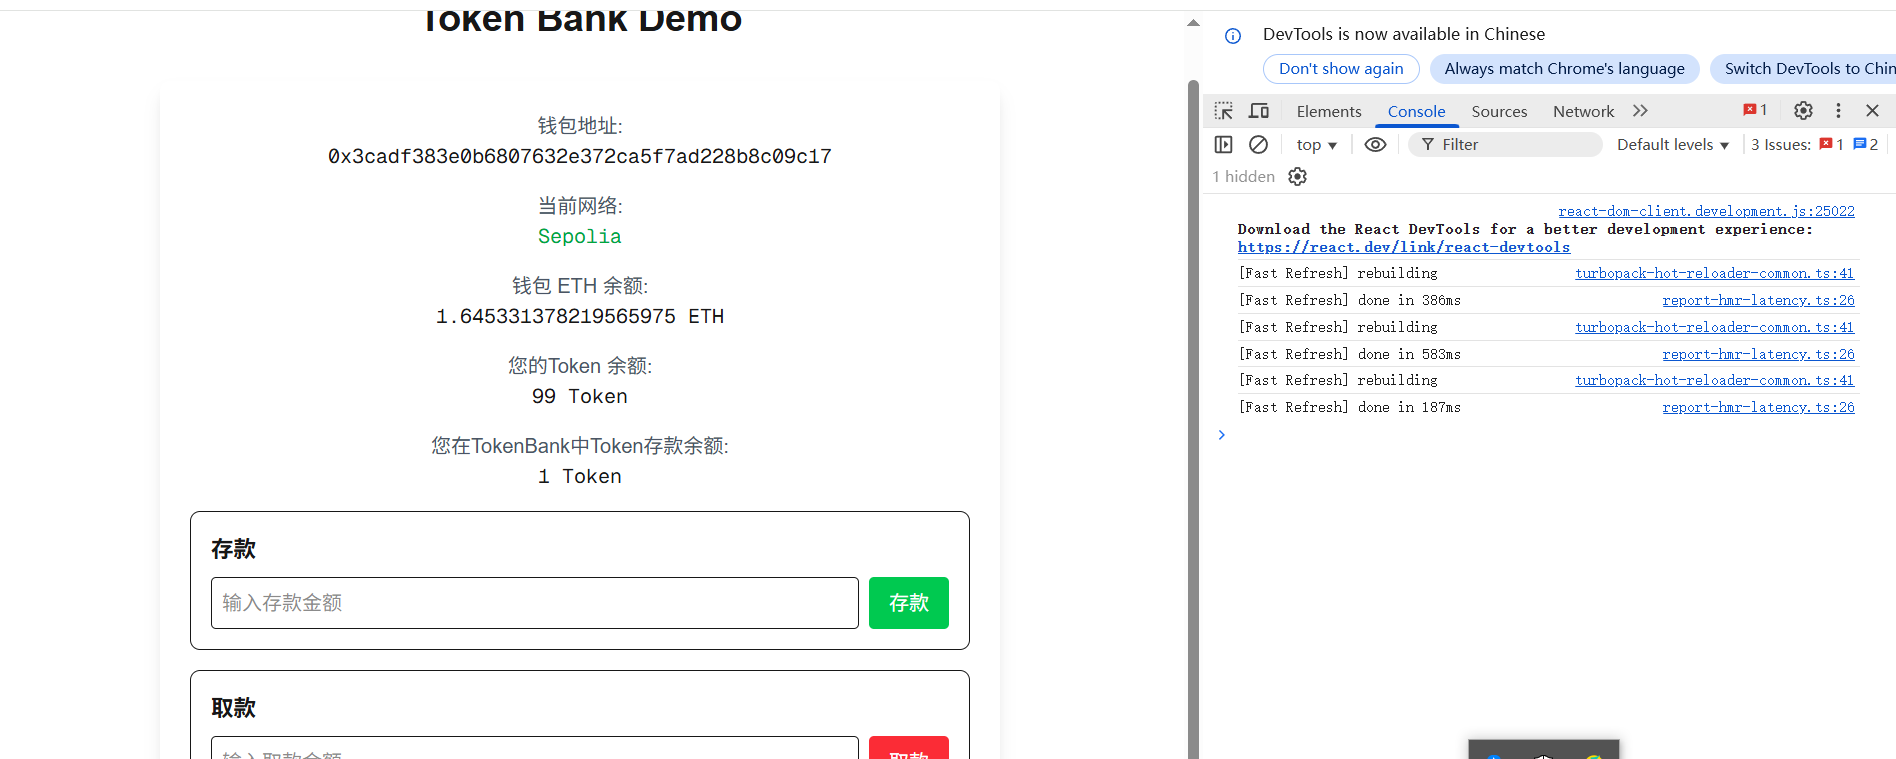 Token Bank Demo
钱包地址:
0x3cadf383e0b6807632e372ca5f7ad228b8c09c17
当前网络:
Sepolia
钱包 ETH 余额:
1.645331378219565975 ETH
您的Token 余额:
99 Token
您在TokenBank中Token存款余额:
1 Token
存款
输入存款金额
存款
取款
输入取款金额
取款
DevTools is now available in Chinese
Don't show again
Always match Chrome's language
Switch DevTools to Chin
Elements
Console
Sources
Network
1
top
Filter
Default levels
3 Issues:
1
2
1 hidden
react-dom-client.development.js:25022
Download the React DevTools for a better development experience:
https://react.dev/link/react-devtools
[Fast Refresh] rebuilding
turbopack-hot-reloader-common.ts:41
[Fast Refresh] done in 386ms
report-hmr-latency.ts:26
[Fast Refresh] rebuilding
turbopack-hot-reloader-common.ts:41
[Fast Refresh] done in 583ms
report-hmr-latency.ts:26
[Fast Refresh] rebuilding
turbopack-hot-reloader-common.ts:41
[Fast Refresh] done in 187ms
report-hmr-latency.ts:26